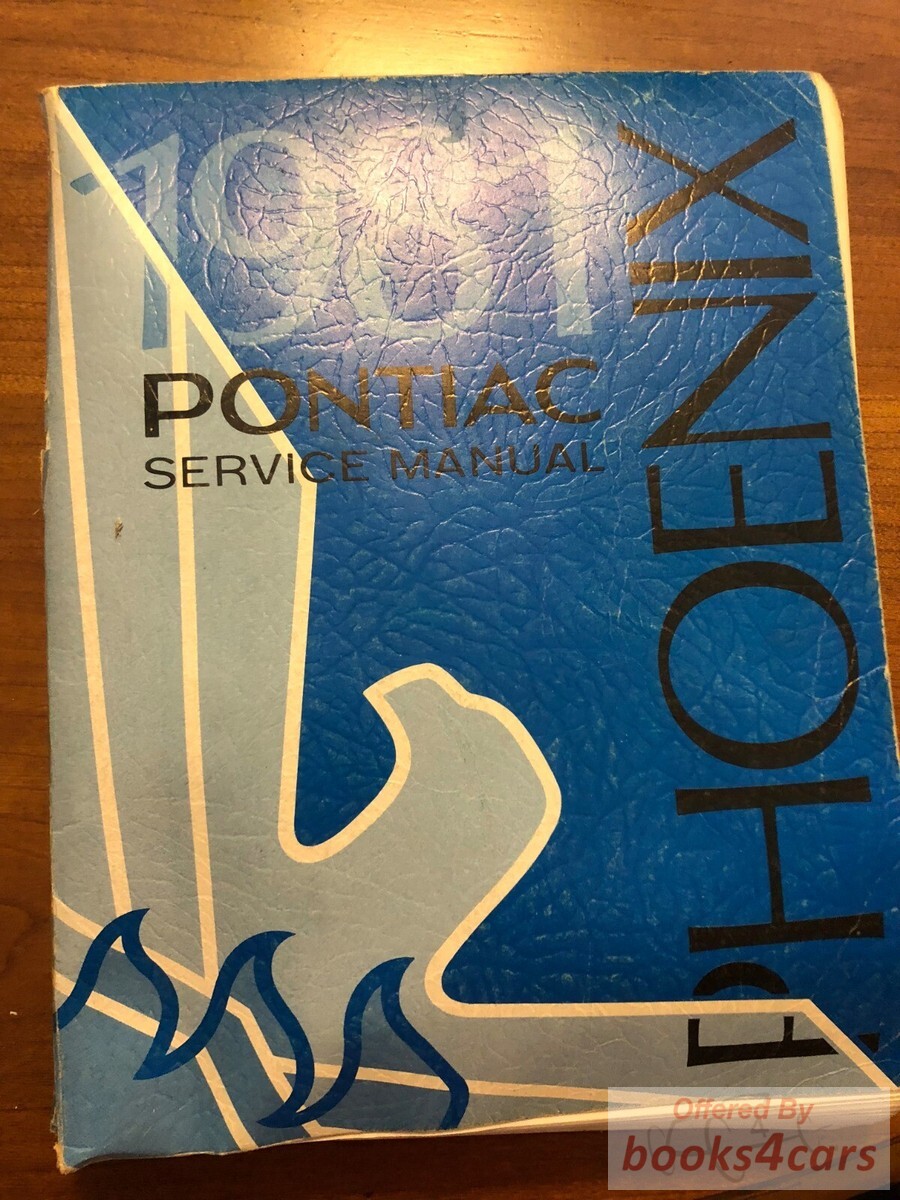 1981
PONTIAC
SERVICE MANUAL
PHOENIX
Offered By
books4cars